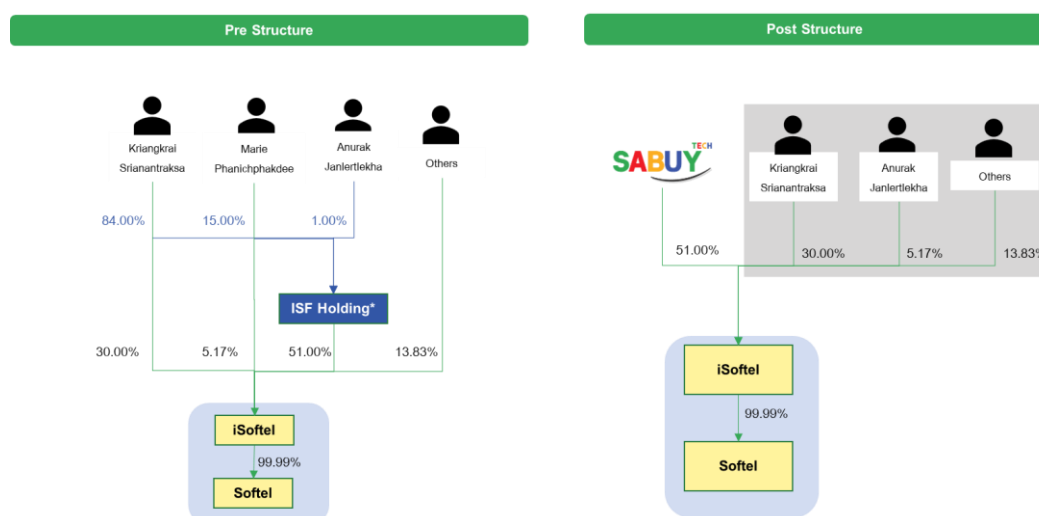 Pre Structure
Kriangkrai
Srianantraksa
Marie
Phanichphakdee
Anurak
Janlertlekha
Others
84.00%
15.00%
1.00%
ISF Holding*
30.00%
5.17%
51.00%
13.83%
iSoftel
99.99%
Softel
Post Structure
SABUY
TECH
Kriangkrai
Srianantraksa
Anurak
Janlertlekha
Others
51.00%
30.00%
5.17%
13.83%
iSoftel
99.99%
Softel